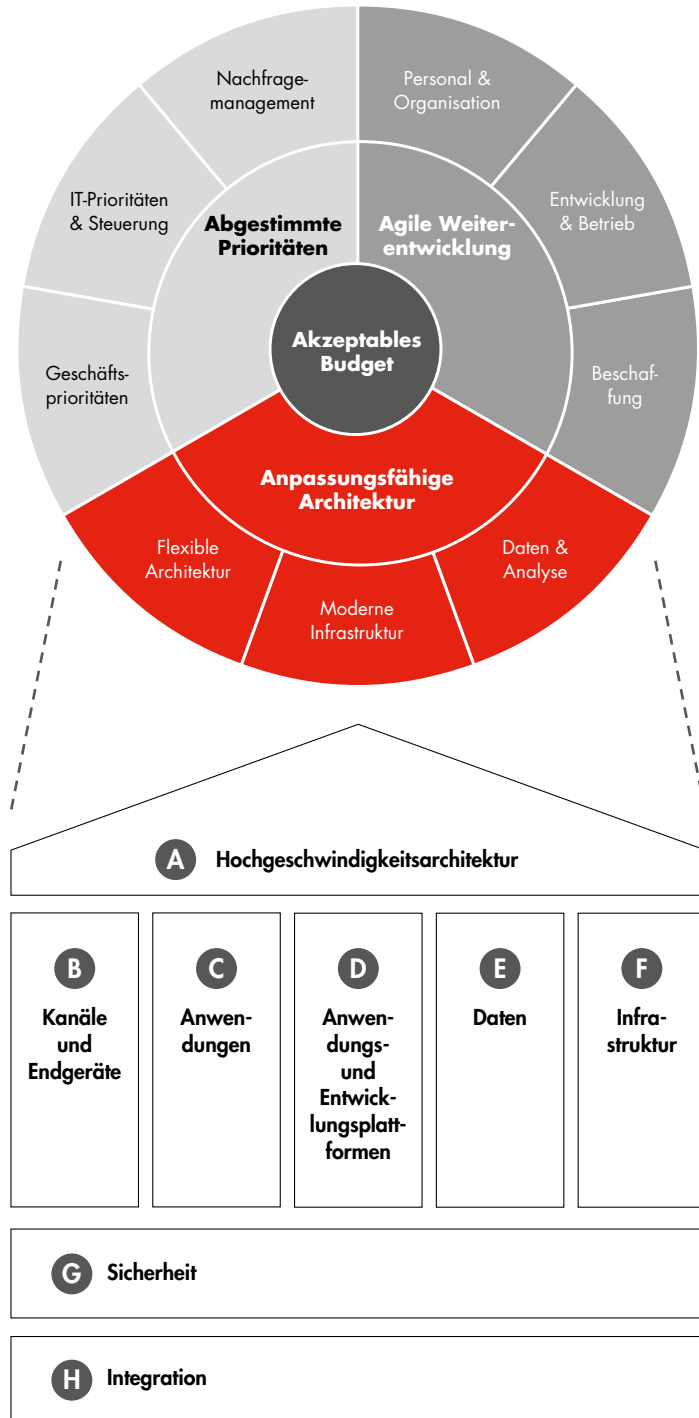 Nachfrage-
management
Personal &
Organisation
IT-Prioritäten
& Steuerung
Abgestimmte
Prioritäten
Agile Weiter-
entwicklung
Entwicklung
& Betrieb
Geschäfts-
prioritäten
Akzeptables
Budget
Beschaf-
fung
Anpassungsfähige
Architektur
Flexible
Architektur
Moderne
Infrastruktur
Daten &
Analyse
A Hochgeschwindigkeitsarchitektur
B
Kanäle
und
Endgeräte
C
Anwen-
dungen
D
Anwen-
dungs-
und
Entwick-
lungsplatt-
formen
E
Daten
F
Infra-
struktur
G Sicherheit
H Integration